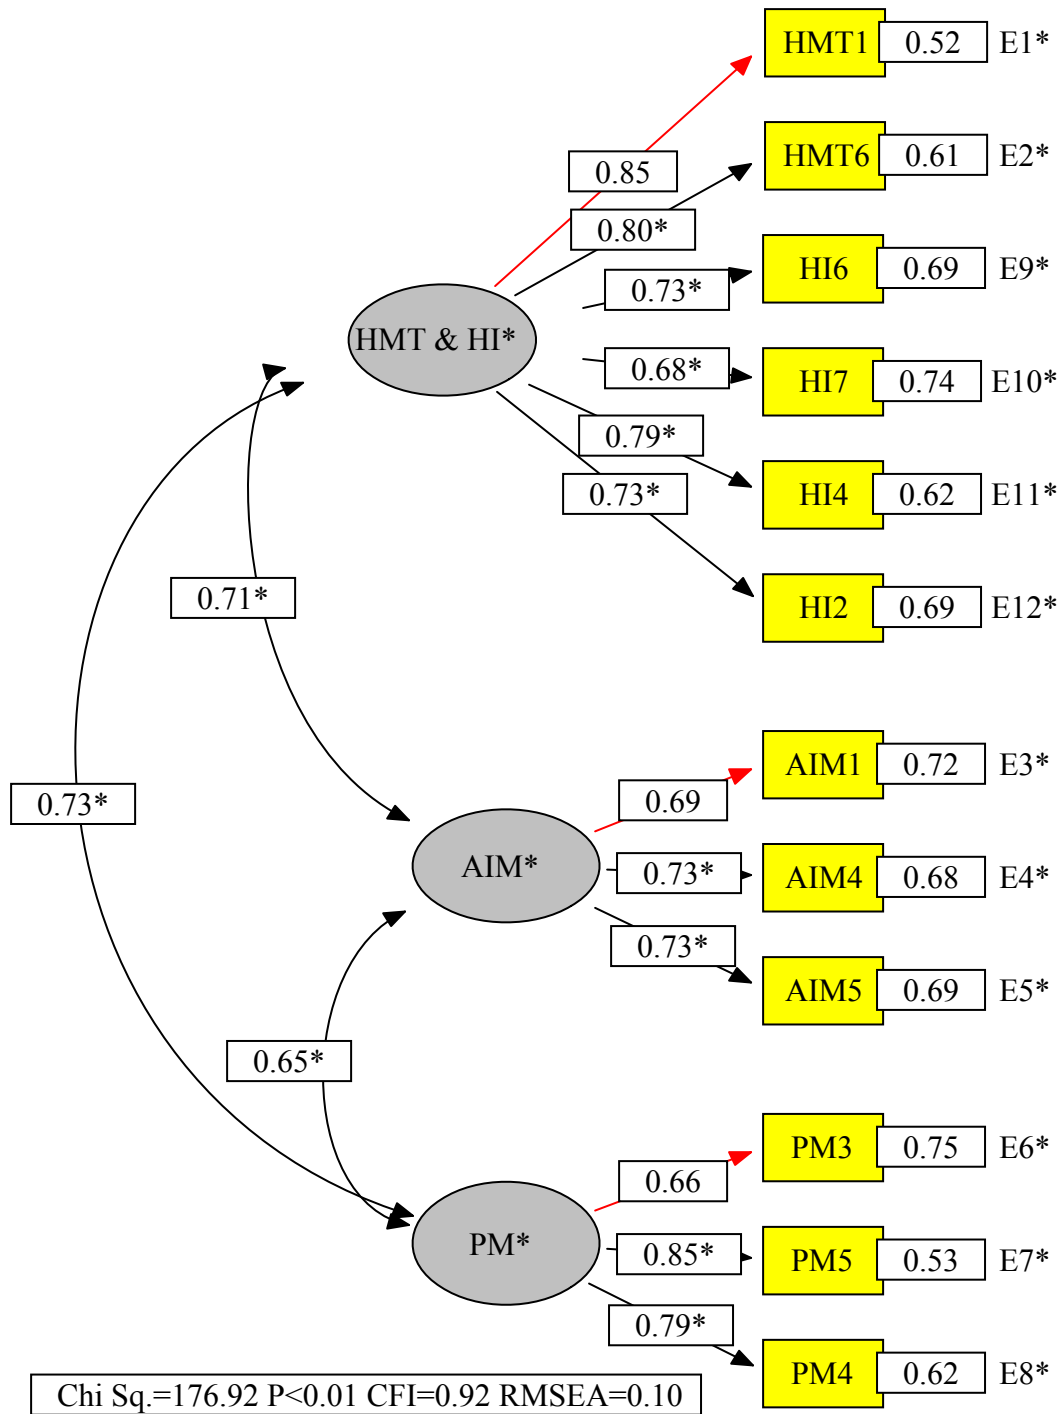 HMT1 0.52 E1*
0.85
HMT6 0.61 E2*
0.80*
HI6 0.69 E9*
0.73*
HMT & HI*
HI7 0.74 E10*
0.68*
0.79*
HI4 0.62 E11*
0.73*
0.71*
HI2 0.69 E12*
AIM1 0.72 E3*
0.69
0.73*
AIM* 0.73* AIM4 0.68 E4*
0.73*
AIM5 0.69 E5*
0.65*
PM3 0.75 E6*
0.66
PM* 0.85* PM5 0.53 E7*
0.79*
PM4 0.62 E8*
Chi Sq.=176.92 P<0.01 CFI=0.92 RMSEA=0.10